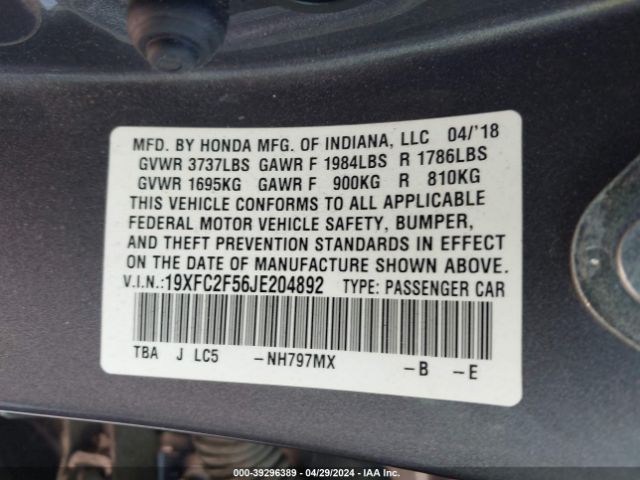 MFD. BY HONDA MFG. OF INDIANA, LLC 04/'18
GVWR 3737LBS GAWR F 1984LBS R 1786LBS
GVWR 1695KG GAWR F 900KG R 810KG
THIS VEHICLE CONFORMS TO ALL APPLICABLE
FEDERAL MOTOR VEHICLE SAFETY, BUMPER,
AND THEFT PREVENTION STANDARDS IN EFFECT
ON THE DATE OF MANUFACTURE SHOWN ABOVE.
V.I.N.:19XFC2F56JE204892 TYPE: PASSENGER CAR
TBA J LC5 -NH797MX -B -E
000-39296389 - 04/29/2024 - IAA Inc.